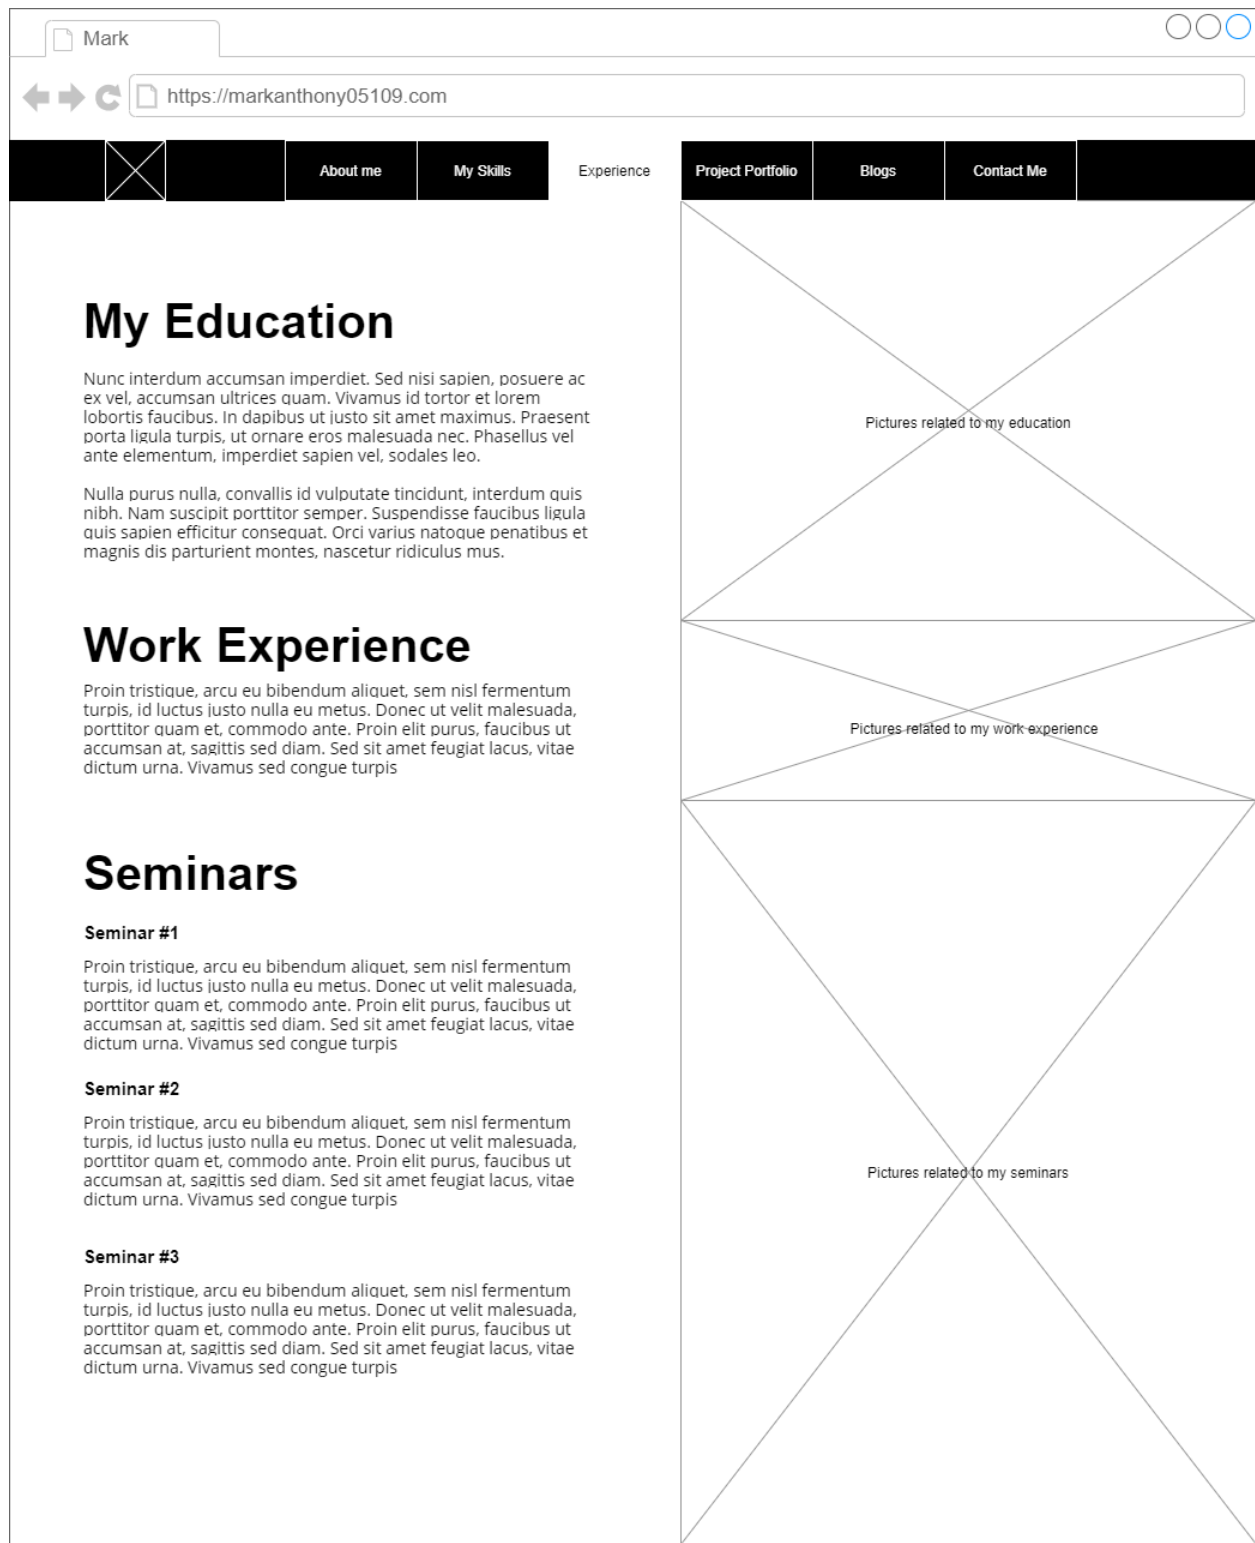 Mark
https://markanthony05109.com
About me My Skills Experience Project Portfolio Blogs Contact Me
My Education
Nunc interdum accumsan imperdiet. Sed nisi sapien, posuere ac
ex vel, accumsan ultrices quam. Vivamus id tortor et lorem
lobortis faucibus. In dapibus ut justo sit amet maximus. Praesent
porta ligula turpis, ut ornare eros malesuada nec. Phasellus vel
ante elementum, imperdiet sapien vel, sodales leo.
Nulla purus nulla, convallis id vulputate tincidunt, interdum quis
nibh. Nam suscipit porttitor semper. Suspendisse faucibus ligula
quis sapien efficitur consequat. Orci varius natoque penatibus et
magnis dis parturient montes, nascetur ridiculus mus.
Pictures related to my education
Work Experience
Proin tristique, arcu eu bibendum aliquet, sem nisl fermentum
turpis, id luctus justo nulla eu metus. Donec ut velit malesuada,
porttitor quam et, commodo ante. Proin elit purus, faucibus ut
accumsan at, sagittis sed diam. Sed sit amet feugiat lacus, vitae
dictum urna. Vivamus sed congue turpis
Pictures related to my work experience
Seminars
Seminar #1
Proin tristique, arcu eu bibendum aliquet, sem nisl fermentum
turpis, id luctus justo nulla eu metus. Donec ut velit malesuada,
porttitor quam et, commodo ante. Proin elit purus, faucibus ut
accumsan at, sagittis sed diam. Sed sit amet feugiat lacus, vitae
dictum urna. Vivamus sed congue turpis
Seminar #2
Proin tristique, arcu eu bibendum aliquet, sem nisl fermentum
turpis, id luctus justo nulla eu metus. Donec ut velit malesuada,
porttitor quam et, commodo ante. Proin elit purus, faucibus ut
accumsan at, sagittis sed diam. Sed sit amet feugiat lacus, vitae
dictum urna. Vivamus sed congue turpis
Seminar #3
Proin tristique, arcu eu bibendum aliquet, sem nisl fermentum
turpis, id luctus justo nulla eu metus. Donec ut velit malesuada,
porttitor quam et, commodo ante. Proin elit purus, faucibus ut
accumsan at, sagittis sed diam. Sed sit amet feugiat lacus, vitae
dictum urna. Vivamus sed congue turpis
Pictures related to my seminars